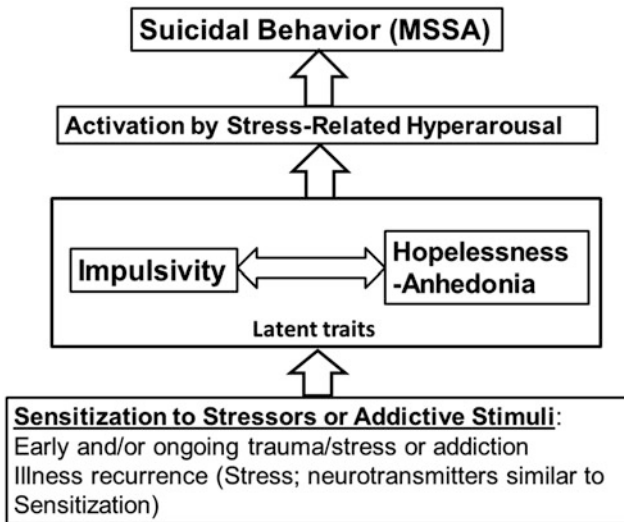 Suicidal Behavior (MSSA)
Activation by Stress-Related Hyperarousal
Impulsivity
Hopelessness
-Anhedonia
Latent traits
Sensitization to Stressors or Addictive Stimuli:
Early and/or ongoing trauma/stress or addiction
Illness recurrence (Stress; neurotransmitters similar to
Sensitization)